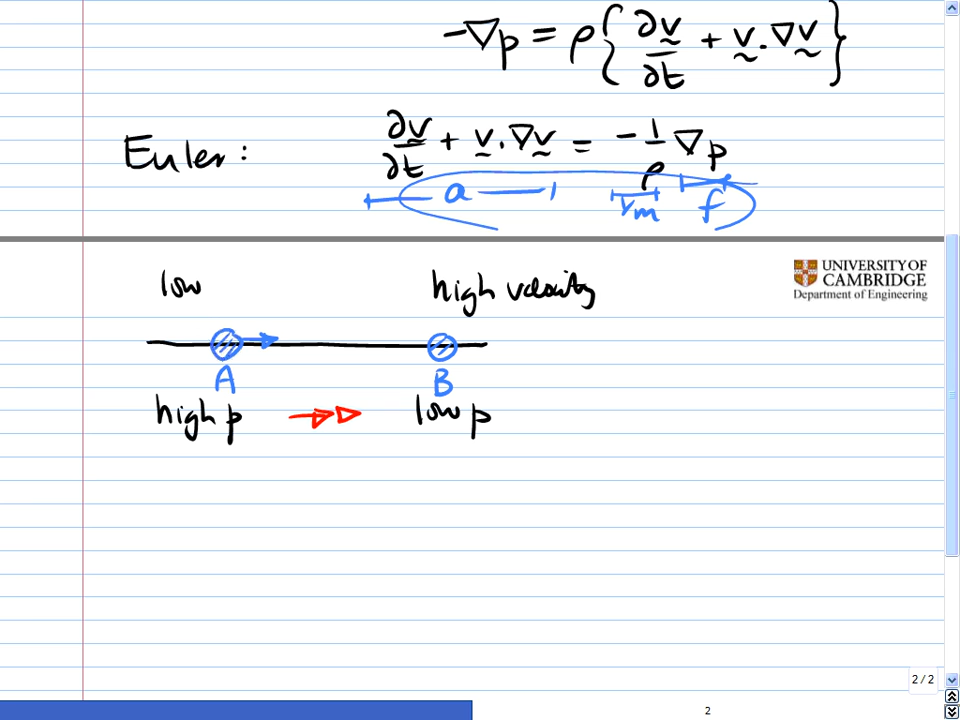 -∇p = ρ{∂v/∂t + v.∇v}
Euler: ∂v/∂t + v.∇v = -1/ρ ∇p
a 1/m f
low high velocity
UNIVERSITY OF
CAMBRIDGE
Department of Engineering
A B
high p low p
2 / 2
2